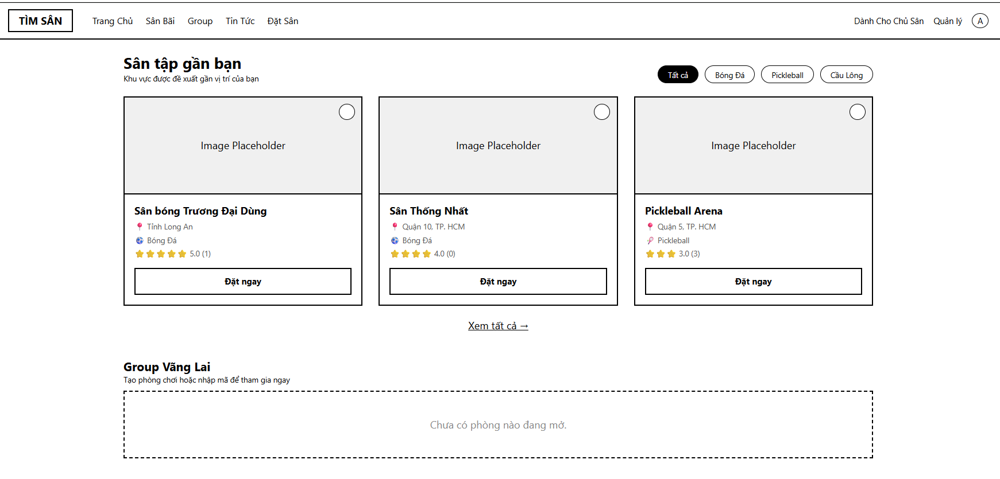 TÌM SÂN
Trang Chủ Sân Bãi Group Tin Tức Đặt Sân
Dành Cho Chủ Sân Quản lý A
Sân tập gần bạn
Khu vực được đề xuất gần vị trí của bạn
Tất cả Bóng Đá Pickleball Cầu Lông
Image Placeholder
Sân bóng Trương Đại Dùng
Tỉnh Long An
Bóng Đá
5.0 (1)
Đặt ngay
Image Placeholder
Sân Thống Nhất
Quận 10, TP. HCM
Bóng Đá
4.0 (0)
Đặt ngay
Image Placeholder
Pickleball Arena
Quận 5, TP. HCM
Pickleball
3.0 (3)
Đặt ngay
Xem tất cả →
Group Vãng Lai
Tạo phòng chơi hoặc nhập mã để tham gia ngay
Chưa có phòng nào đang mở.